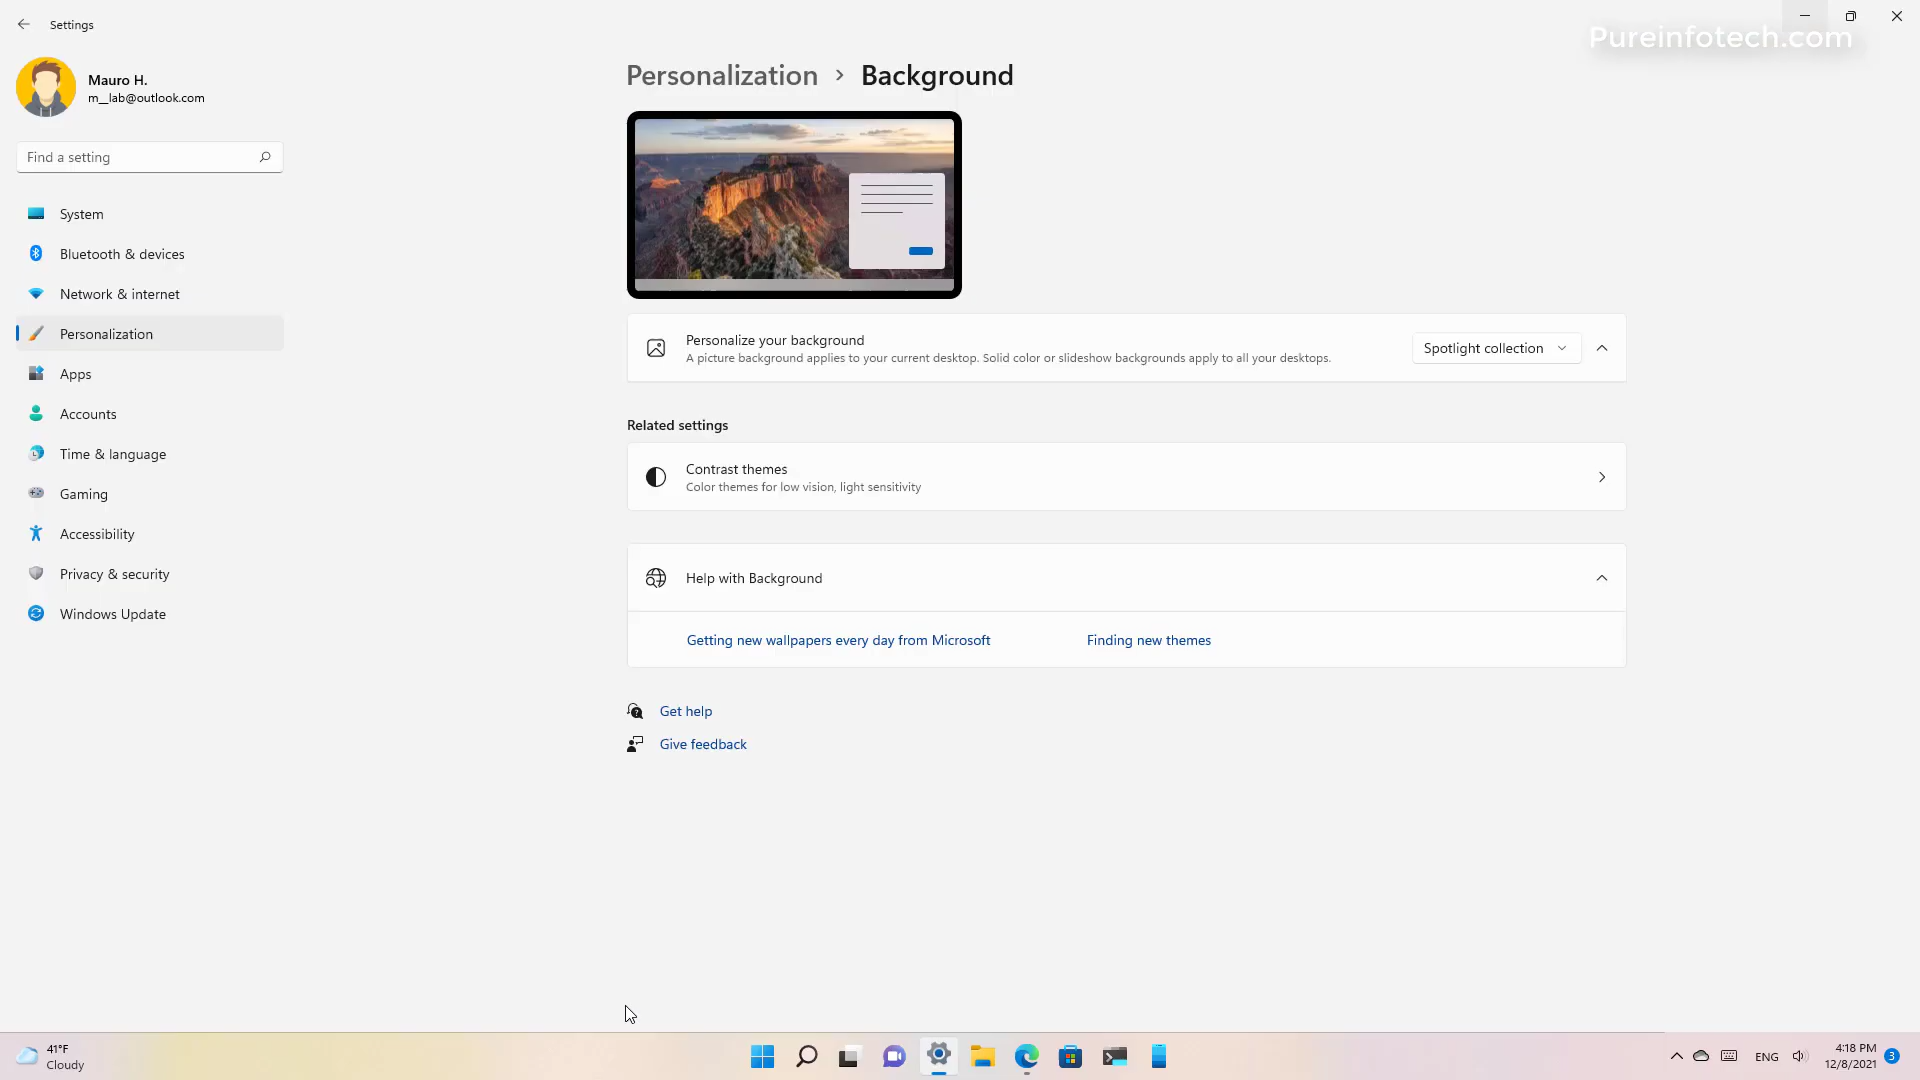 Settings
Pureinfotech.com
Mauro H.
m__lab@outlook.com
Find a setting
System
Bluetooth & devices
Network & internet
Personalization
Apps
Accounts
Time & language
Gaming
Accessibility
Privacy & security
Windows Update
Personalization > Background
Personalize your background
A picture background applies to your current desktop. Solid color or slideshow backgrounds apply to all your desktops.
Spotlight collection
Related settings
Contrast themes
Color themes for low vision, light sensitivity
Help with Background
Getting new wallpapers every day from Microsoft
Finding new themes
Get help
Give feedback
41°F
Cloudy
ENG
4:18 PM
12/8/2021
3